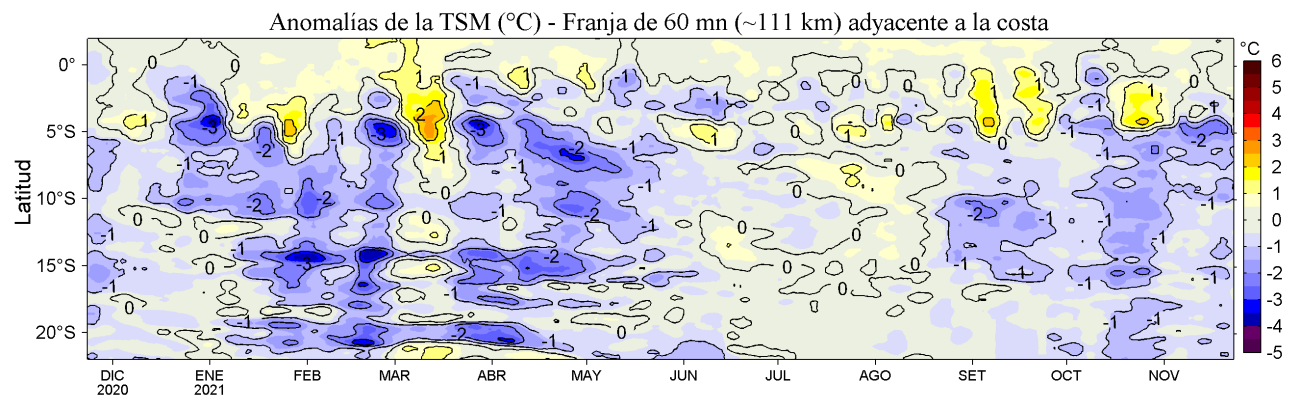 Anomalías de la TSM (°C) - Franja de 60 mn (~111 km) adyacente a la costa
°C
6
5
4
3
2
1
0
-1
-2
-3
-4
-5
Latitud
0°
5°S
10°S
15°S
20°S
DIC ENE FEB MAR ABR MAY JUN JUL AGO SET OCT NOV
2020 2021